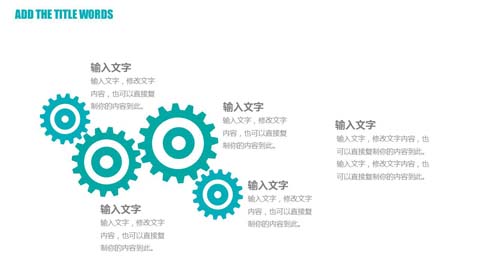 ADD THE TITLE WORDS
输入文字
输入文字，修改文字
内容，也可以直接复
制你的内容到此。
输入文字
输入文字，修改文字
内容，也可以直接复
制你的内容到此。
输入文字
输入文字，修改文字内容，也
可以直接复制你的内容到此。
输入文字，修改文字内容，也
可以直接复制你的内容到此。
输入文字
输入文字，修改文字
内容，也可以直接复
制你的内容到此。
输入文字
输入文字，修改文字
内容，也可以直接复
制你的内容到此。